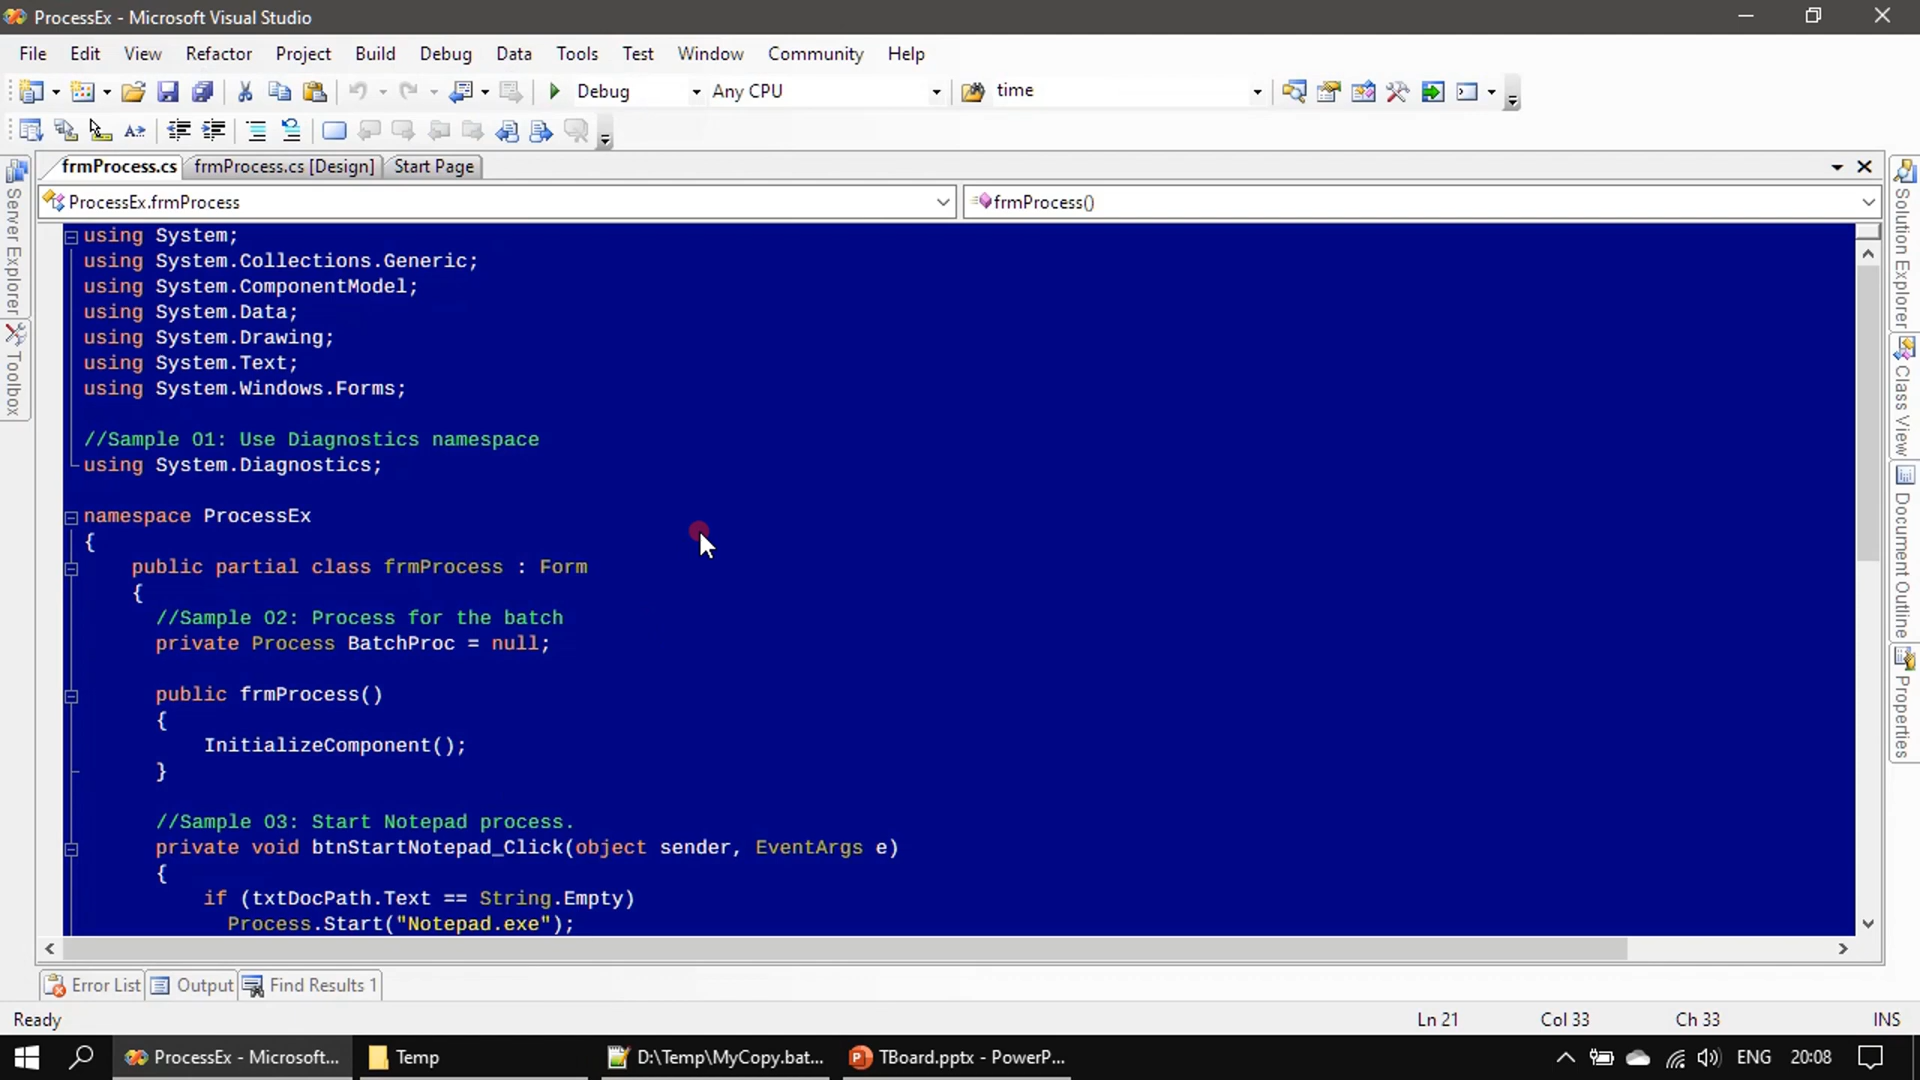 ProcessEx - Microsoft Visual Studio
File Edit View Refactor Project Build Debug Data Tools Test Window Community Help
Debug Any CPU time
frmProcess.cs frmProcess.cs [Design] Start Page
ProcessEx.frmProcess frmProcess()
Server Explorer
Toolbox
using System;
using System.Collections.Generic;
using System.ComponentModel;
using System.Data;
using System.Drawing;
using System.Text;
using System.Windows.Forms;
//Sample O1: Use Diagnostics namespace
using System.Diagnostics;
namespace ProcessEx
{
public partial class frmProcess : Form
{
//Sample O2: Process for the batch
private Process BatchProc = null;
public frmProcess()
{
InitializeComponent();
}
//Sample O3: Start Notepad process.
private void btnStartNotepad_Click(object sender, EventArgs e)
{
if (txtDocPath.Text == String.Empty)
Process.Start("Notepad.exe");
Solution Explorer
Class View
Document Outline
Properties
Error List Output Find Results 1
Ready Ln 21 Col 33 Ch 33 INS
ProcessEx - Microsoft... Temp D:\Temp\MyCopy.bat... TBoard.pptx - PowerP... ENG 20:08